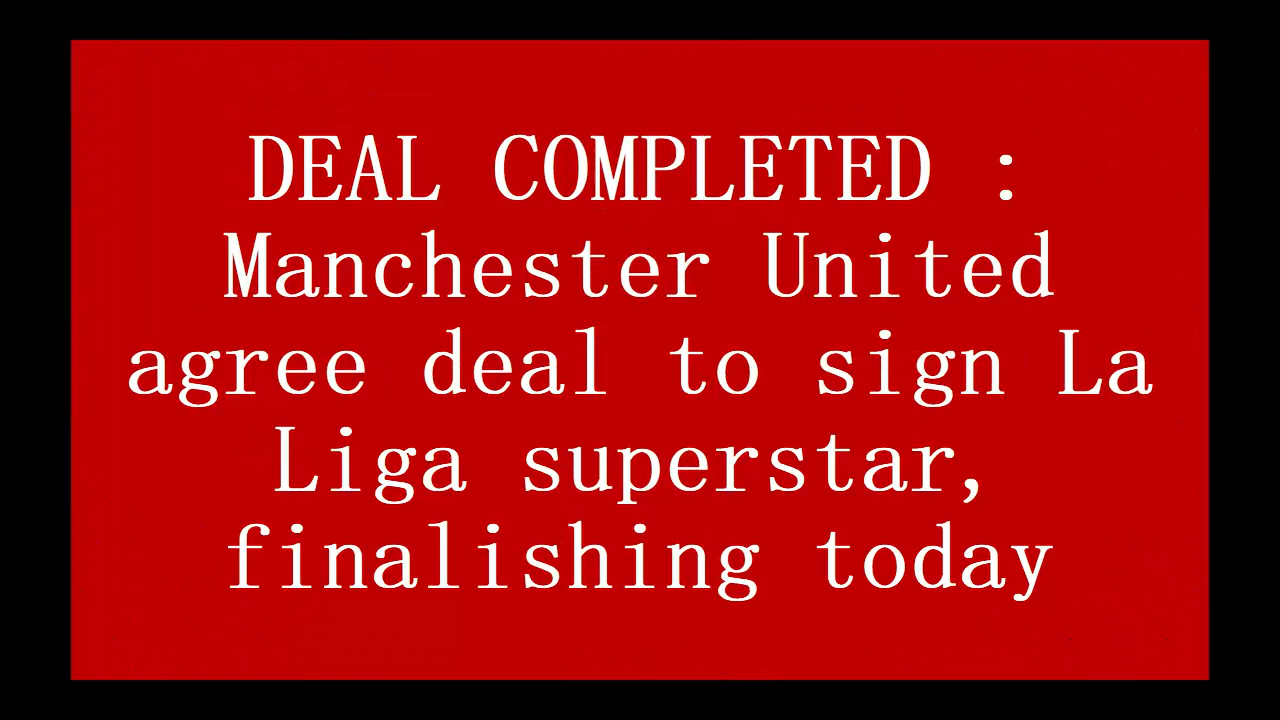 DEAL COMPLETED :
Manchester United
agree deal to sign La
Liga superstar,
finalishing today